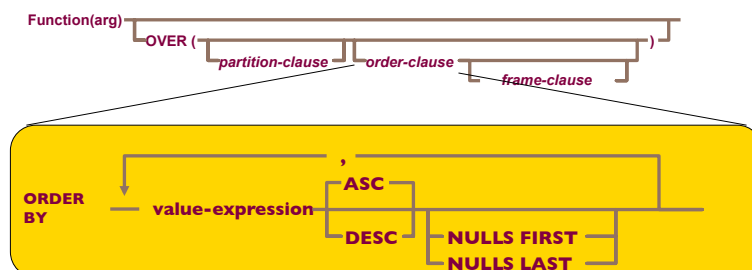 Function(arg)
OVER ( )
partition-clause order-clause
frame-clause
,
ASC
ORDER BY value-expression
DESC NULLS FIRST
NULLS LAST